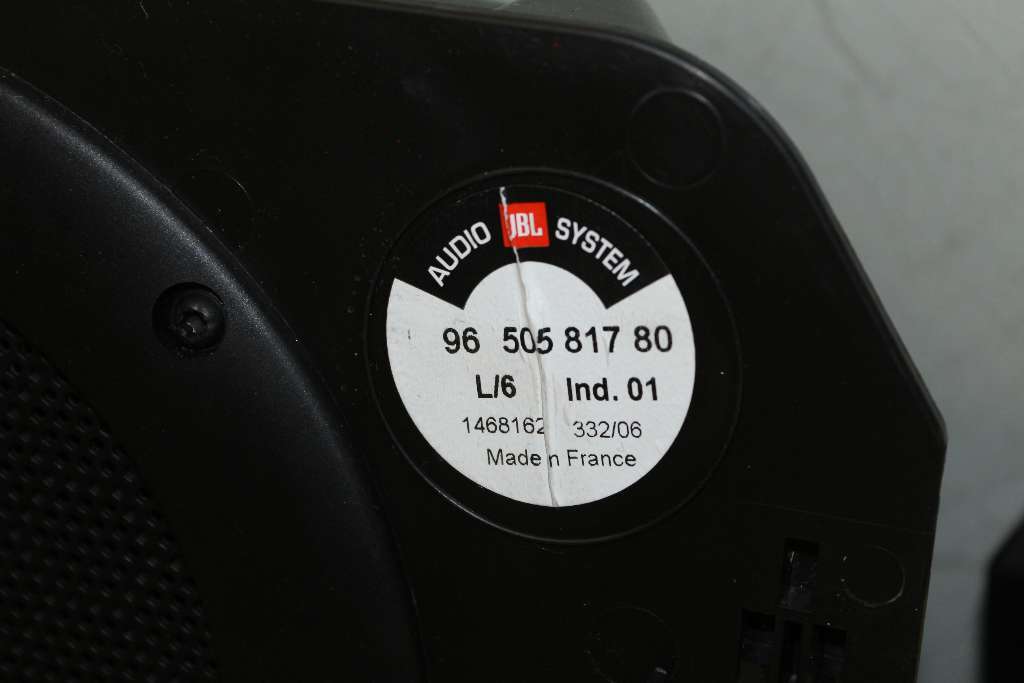 AUDIO JBL SYSTEM
96 505 817 80
L/6 Ind. 01
1468162 332/06
Made in France